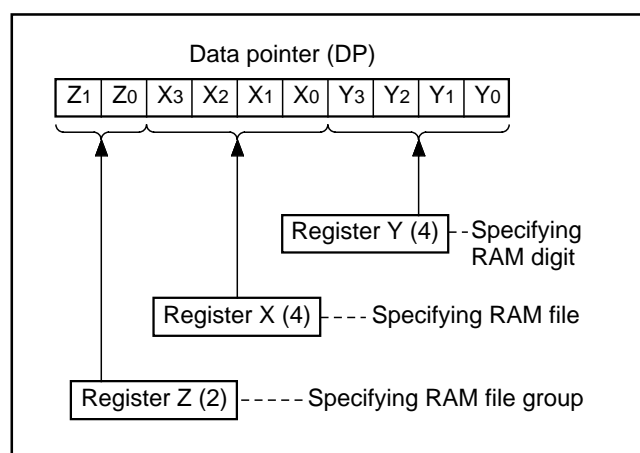 Data pointer (DP)
Z1 Z0 X3 X2 X1 X0 Y3 Y2 Y1 Y0
Register Y (4) Specifying
RAM digit
Register X (4) Specifying RAM file
Register Z (2) Specifying RAM file group